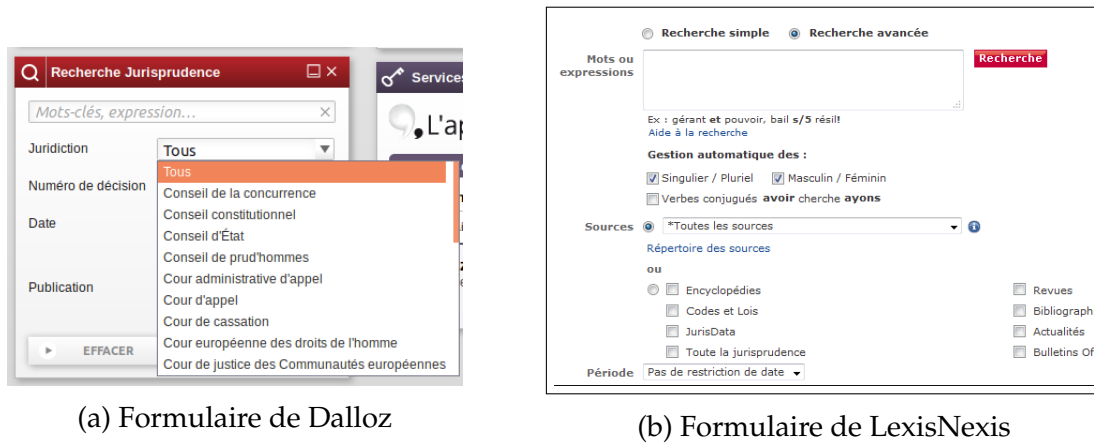 Recherche Jurisprudence
Mots-clés, expression...
Juridiction
Tous
Tous
Numéro de décision
Conseil de la concurrence
Conseil constitutionnel
Date
Conseil d'État
Conseil de prud'hommes
Cour administrative d'appel
Publication
Cour d'appel
Cour de cassation
EFFACER
Cour européenne des droits de l'homme
Cour de justice des Communautés européennes
Services
L'ap
(a) Formulaire de Dalloz
Recherche simple Recherche avancée
Mots ou
expressions
Recherche
Ex : gérant et pouvoir, bail s/5 résil!
Aide à la recherche
Gestion automatique des :
Singulier / Pluriel Masculin / Féminin
Verbes conjugués avoir cherche ayons
Sources *Toutes les sources
Répertoire des sources
ou
Encyclopédies Revues
Codes et Lois Bibliograph
JurisData Actualités
Toute la jurisprudence Bulletins Of
Période Pas de restriction de date
(b) Formulaire de LexisNexis